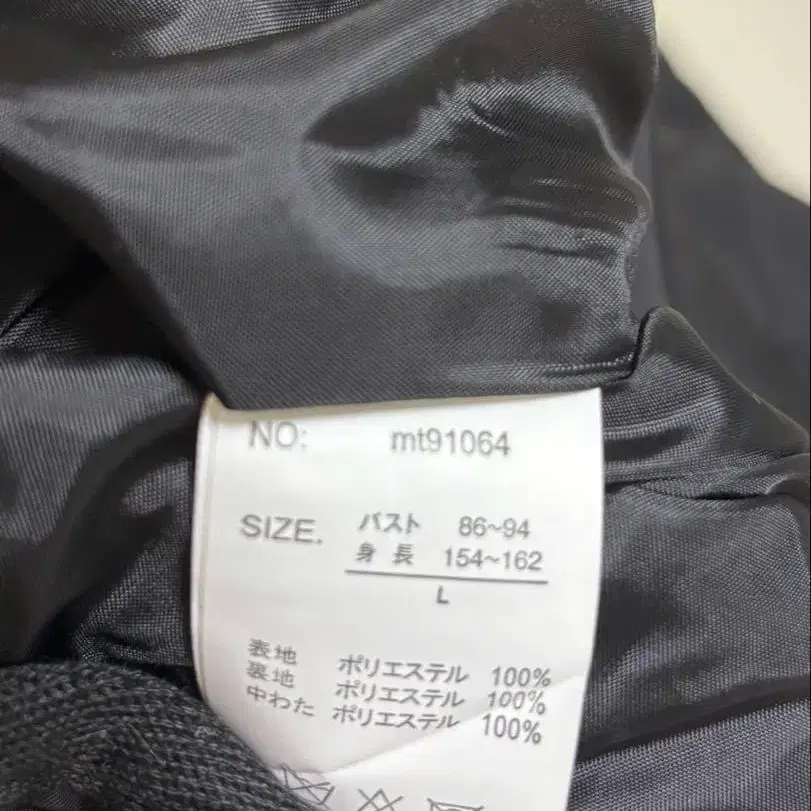 NO: mt91064
SIZE. バスト 86~94
身長 154~162
L
表地 ポリエステル 100%
裏地 ポリエステル 100%
中わた ポリエステル 100%